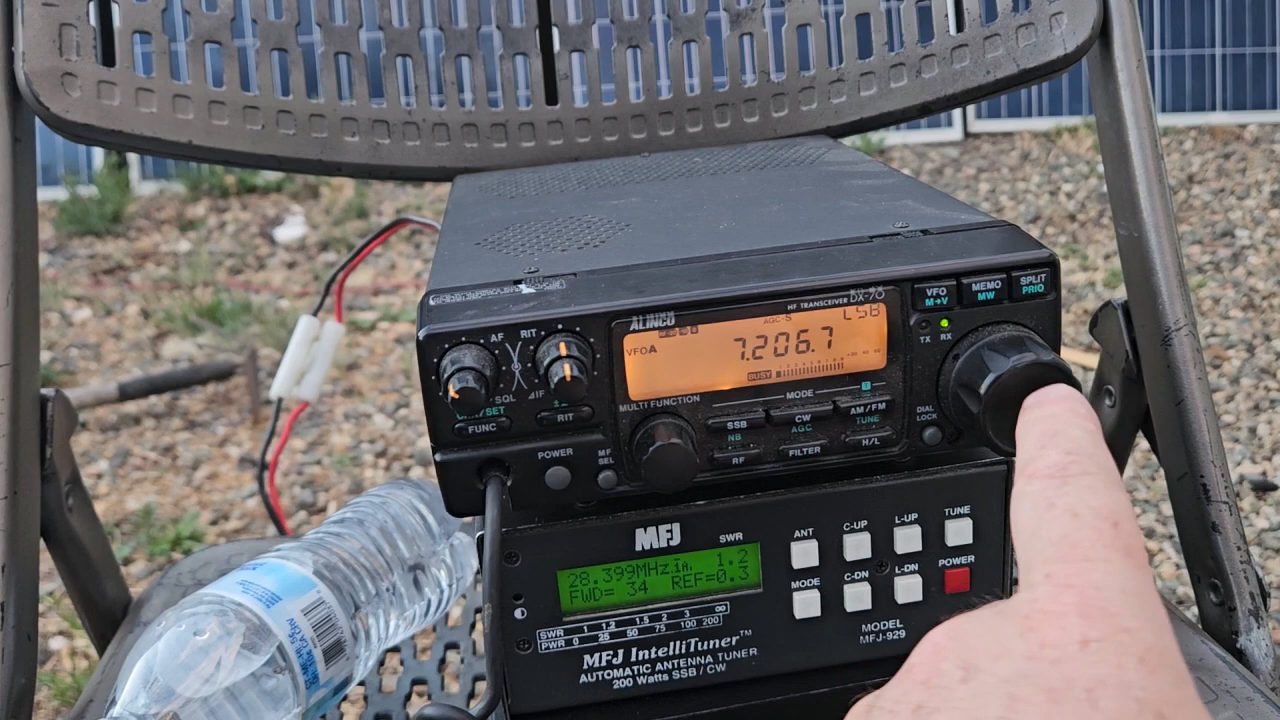 HF TRANSCEIVER DX-70
ALINCO
AGC-S
LSB
VFOA
7.206.7
BUSY
AF RIT
SQL IF
FUNC
RIT
POWER
MF
SEL
MULTI FUNCTION
MODE
SSB
NB
RF
CW
AGC
FILTER
AM/FM
TUNE
H/L
VFO
M▸V
MEMO
MW
SPLIT
PRIO
TX RX
DIAL
LOCK
MFJ
SWR
28.399MHz 1.2
FWD= 34 REF=0.3
SWR 1 1.2 1.5 2 3 ∞
PWR 0 25 50 75 100 200
MFJ IntelliTuner™
AUTOMATIC ANTENNA TUNER
200 Watts SSB / CW
ANT
C-UP
L-UP
TUNE
MODE
C-DN
L-DN
POWER
MODEL
MFJ-929